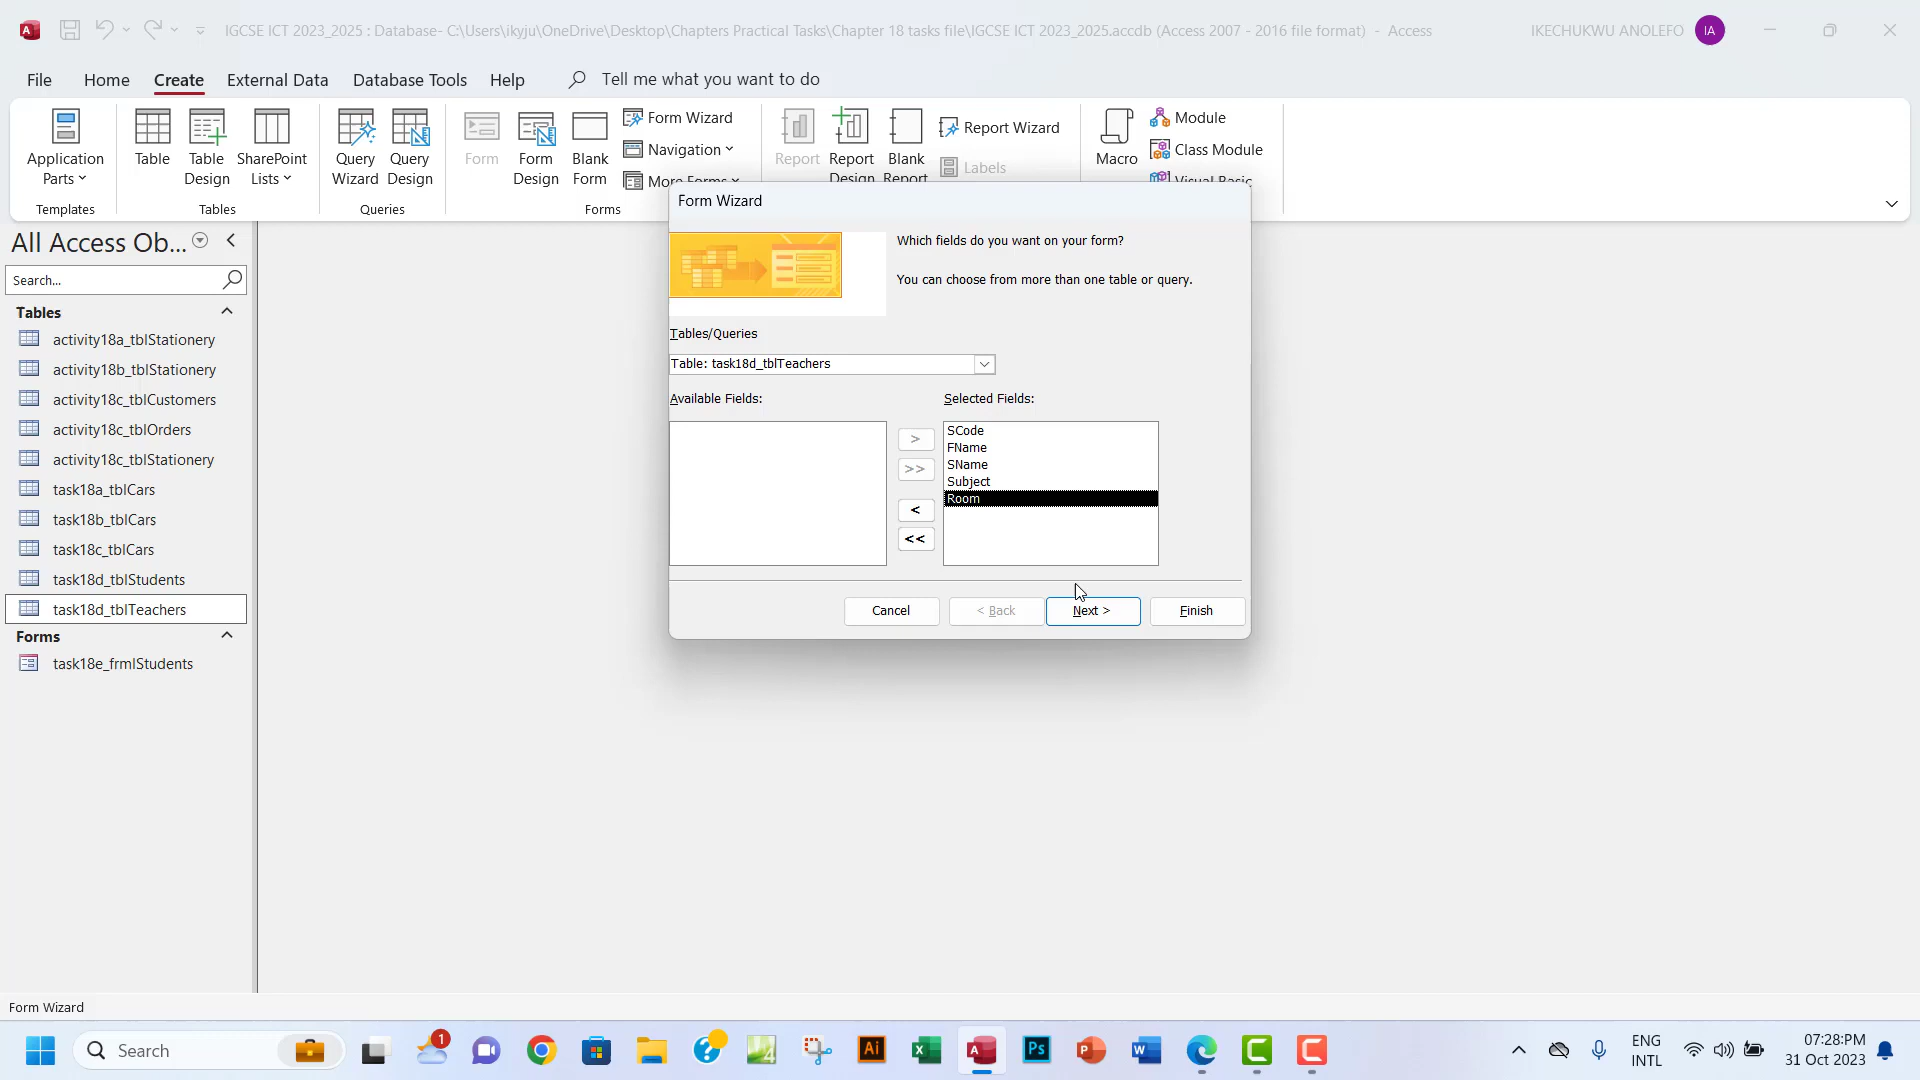 IGCSE ICT 2023_2025 : Database- C:\Users\ikyju\OneDrive\Desktop\Chapters Practical Tasks\Chapter 18 tasks file\IGCSE ICT 2023_2025.accdb (Access 2007 - 2016 file format) - Access
IKECHUKWU ANOLEFO
IA
File
Home
Create
External Data
Database Tools
Help
Tell me what you want to do
Application Parts
Table
Table Design
SharePoint Lists
Query Wizard
Query Design
Form
Form Design
Blank Form
Form Wizard
Navigation
More Forms
Report
Report Design
Blank Report
Report Wizard
Labels
Macro
Module
Class Module
Visual Basic
Templates
Tables
Queries
Forms
All Access Ob...
Search...
Tables
activity18a_tblStationery
activity18b_tblStationery
activity18c_tblCustomers
activity18c_tblOrders
activity18c_tblStationery
task18a_tblCars
task18b_tblCars
task18c_tblCars
task18d_tblStudents
task18d_tblTeachers
Forms
task18e_frmlStudents
Form Wizard
Which fields do you want on your form?
You can choose from more than one table or query.
Tables/Queries
Table: task18d_tblTeachers
Available Fields:
Selected Fields:
SCode
FName
SName
Subject
Room
>
>>
<
<<
Cancel
< Back
Next >
Finish
Form Wizard
Search
1
Ai
Ps
ENG
INTL
07:28:PM
31 Oct 2023